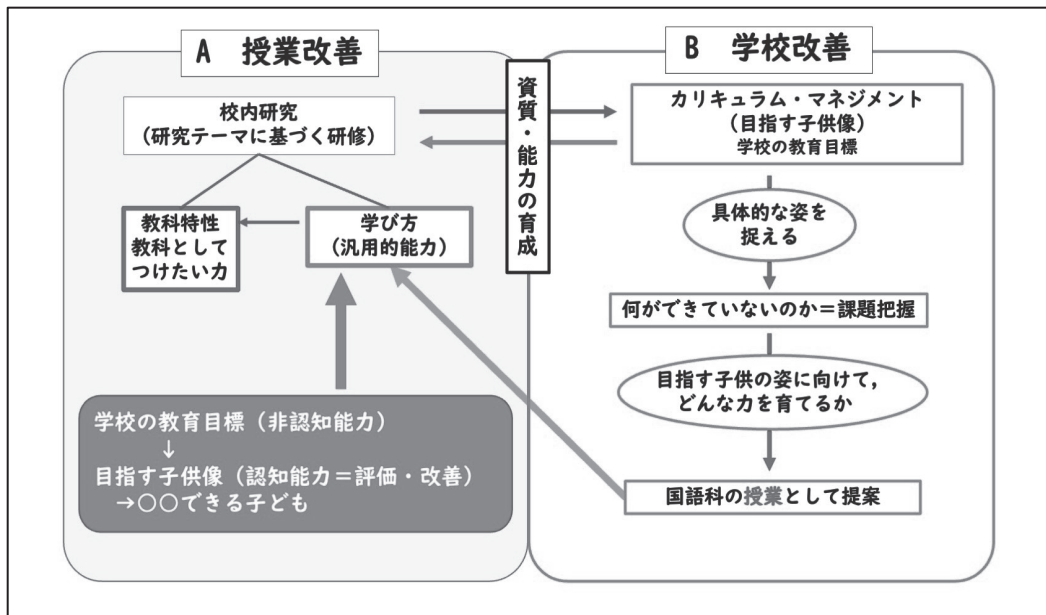 A 授業改善
校内研究
(研究テーマに基づく研修)
教科特性
教科として
つけたい力
学び方
(汎用的能力)
学校の教育目標(非認知能力)
↓
目指す子供像(認知能力=評価・改善)
→○○できる子ども
資質・能力の育成
B 学校改善
カリキュラム・マネジメント
(目指す子供像)
学校の教育目標
具体的な姿を
捉える
何ができていないのか=課題把握
目指す子供の姿に向けて,
どんな力を育てるか
国語科の授業として提案